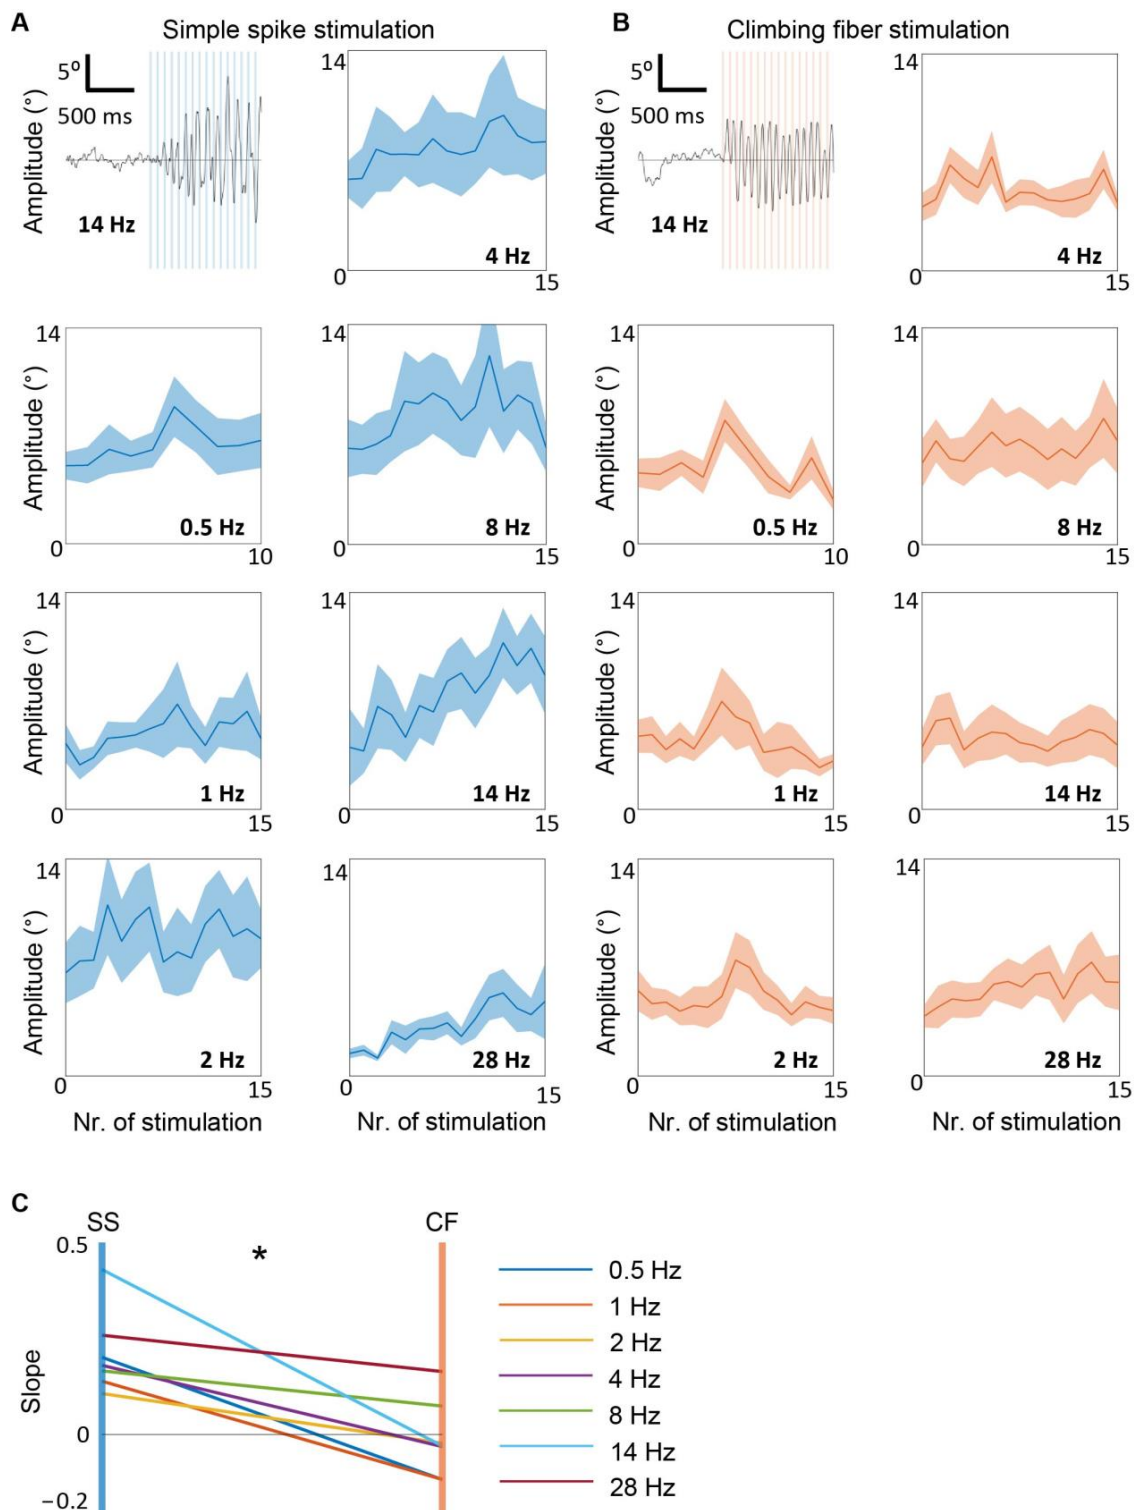 A
Simple spike stimulation
B
Climbing fiber stimulation
Amplitude (°)
5º
500 ms
14 Hz
14
4 Hz
0
15
Amplitude (°)
5º
500 ms
14 Hz
14
4 Hz
0
15
Amplitude (°)
14
0.5 Hz
0
10
14
8 Hz
0
15
Amplitude (°)
14
0.5 Hz
0
10
14
8 Hz
0
15
Amplitude (°)
14
1 Hz
0
15
14
14 Hz
0
15
Amplitude (°)
14
1 Hz
0
15
14
14 Hz
0
15
Amplitude (°)
14
2 Hz
0
15
Nr. of stimulation
14
28 Hz
0
15
Nr. of stimulation
Amplitude (°)
14
2 Hz
0
15
Nr. of stimulation
14
28 Hz
0
15
Nr. of stimulation
C
SS
CF
*
0.5
0
−0.2
Slope
0.5 Hz
1 Hz
2 Hz
4 Hz
8 Hz
14 Hz
28 Hz